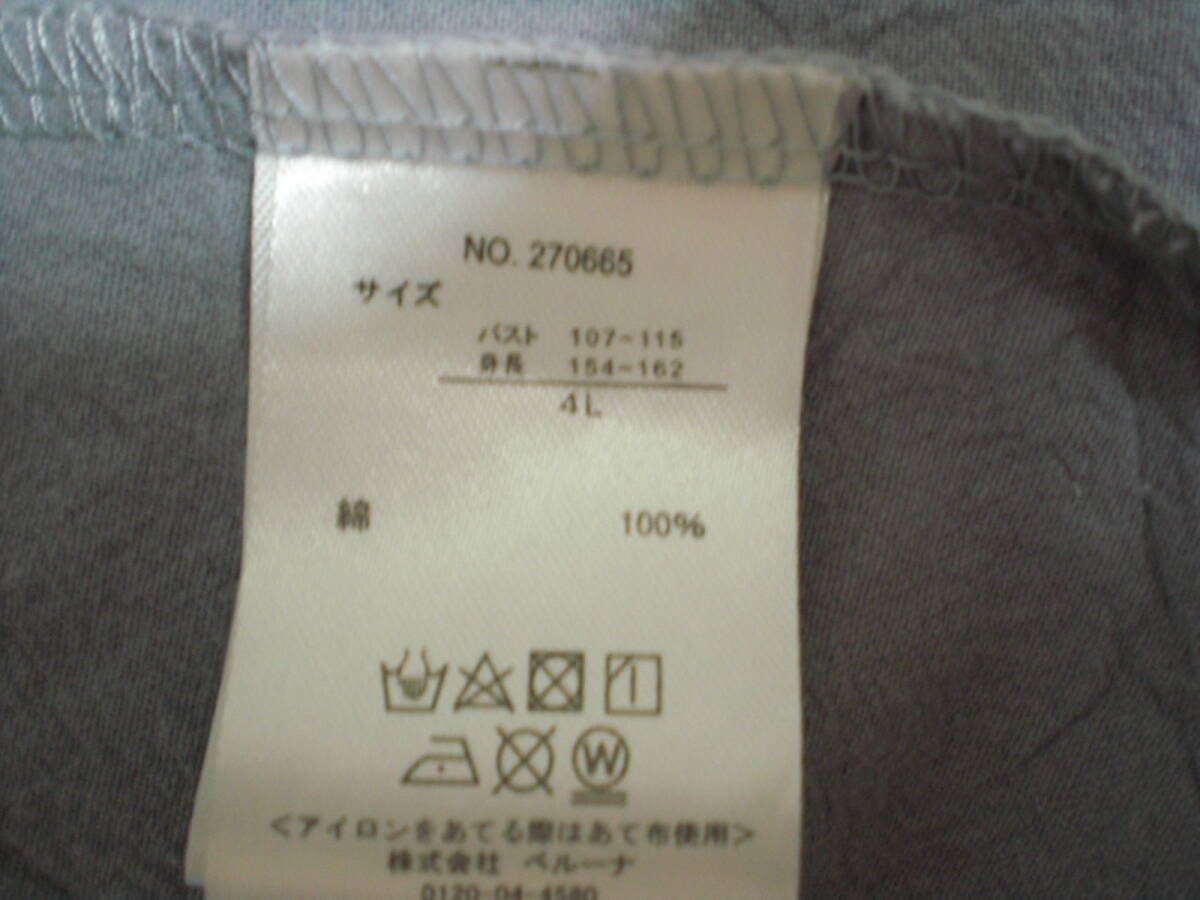 NO. 270665
サイズ
バスト 107~115
身長 154~162
4L
綿 100%
W
<アイロンをあてる際はあて布使用>
株式会社 ベルーナ
0120-04-4580